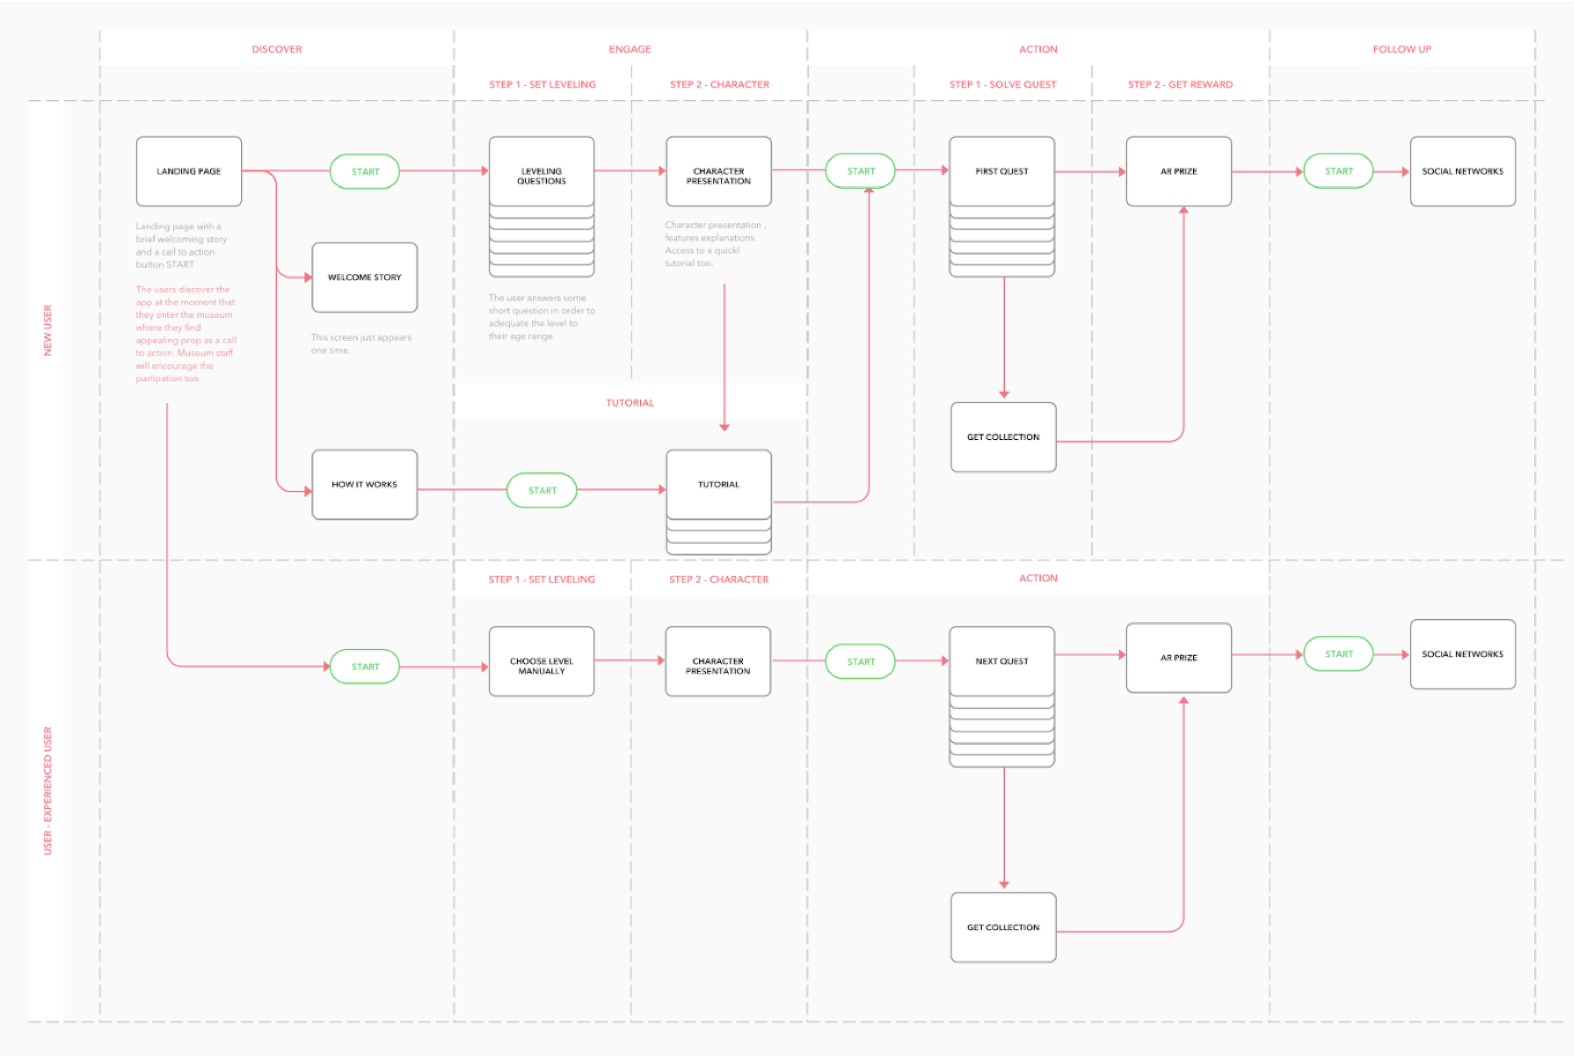 DISCOVER
ENGAGE
ACTION
FOLLOW UP
STEP 1 - SET LEVELING
STEP 2 - CHARACTER
STEP 1 - SOLVE QUEST
STEP 2 - GET REWARD
NEW USER
LANDING PAGE
START
LEVELING
QUESTIONS
CHARACTER
PRESENTATION
START
FIRST QUEST
AR PRIZE
START
SOCIAL NETWORKS
Landing page with a
brief welcoming story
and a call to action
button START
The users discover the
app at the moment that
they enter the museum
where they find
appealing prop as a call
to action. Museum staff
will encourage the
partipation too.
WELCOME STORY
This screen just appears
one time.
The user answers some
short question in order to
adequate the level to
their age range.
Character presentation ,
features explanations.
Access to a quickl
tutorial too.
TUTORIAL
GET COLLECTION
HOW IT WORKS
START
TUTORIAL
USER - EXPERIENCED USER
STEP 1 - SET LEVELING
STEP 2 - CHARACTER
ACTION
START
CHOOSE LEVEL
MANUALLY
CHARACTER
PRESENTATION
START
NEXT QUEST
AR PRIZE
START
SOCIAL NETWORKS
GET COLLECTION